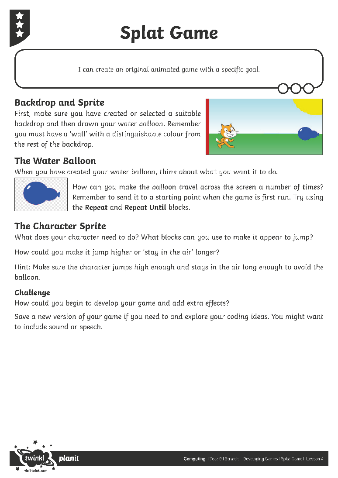 Splat Game
I can create an original animated game with a specific goal.
Backdrop and Sprite
First, make sure you have created or selected a suitable
backdrop and then drawn your water balloon. Remember
you must have a 'wall' with a distinguishable colour from
the rest of the backdrop.
The Water Balloon
When you have created your water balloon, think about what you want it to do.
How can you make the balloon travel across the screen a number of times?
Remember to send it to a starting point when the game is first run. Try using
the Repeat and Repeat Until blocks.
The Character Sprite
What does your character need to do? What blocks can you use to make it appear to jump?
How could you make it jump higher or 'stay in the air' longer?
Hint: Make sure the character jumps high enough and stays in the air long enough to avoid the
balloon.
Challenge
How could you begin to develop your game and add extra effects?
Save a new version of your game if you need to and explore your coding ideas. You might want
to include sound or speech.
twinkl planit
Computing
Splat Game Lesson